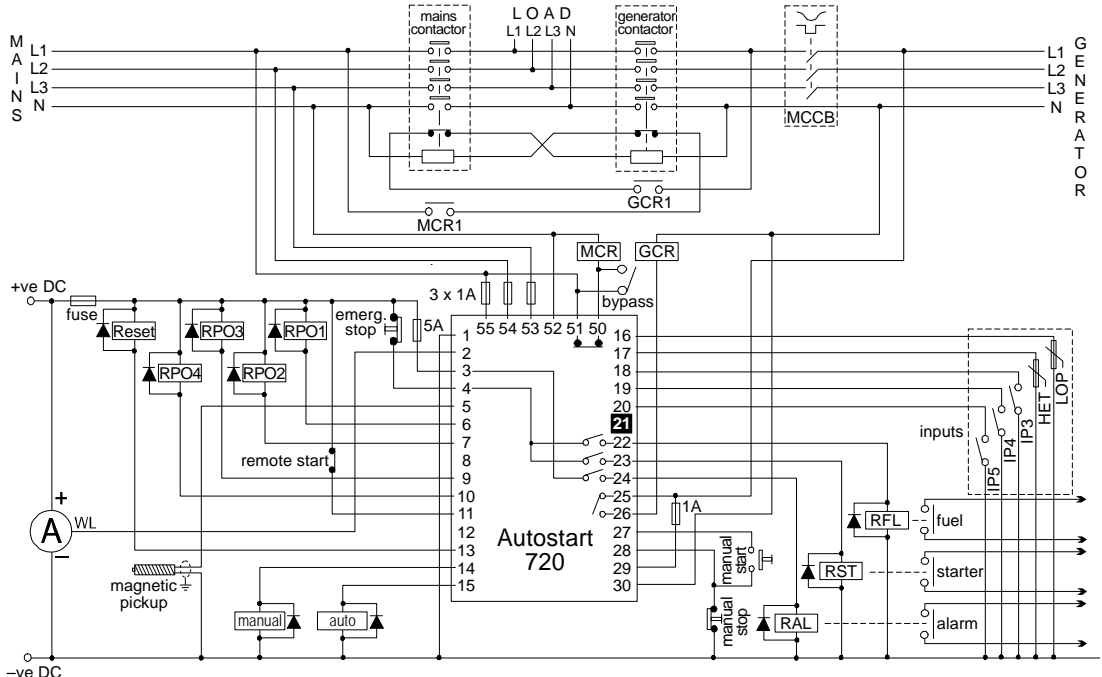 mains contactor
L O A D
L1 L2 L3 N
generator contactor
MAINS
L1
L2
L3
N
MCCB
L1
L2
L3
N
GENERATOR
GCR1
MCR1
MCR
GCR
bypass
+ve DC
fuse
3 x 1A
emerg. stop
5A
Reset
RPO3
RPO1
RPO4
RPO2
remote start
55 54 53 52 51 50
1
2
3
4
5
6
7
8
9
10
11
12
13
14
15
16
17
18
19
20
21
22
23
24
25
26
27
28
29
30
Autostart
720
1A
inputs
IP5
IP4
IP3
HET
LOP
+
A
WL
–
magnetic pickup
manual
auto
manual start
manual stop
RFL
fuel
RST
starter
RAL
alarm
–ve DC